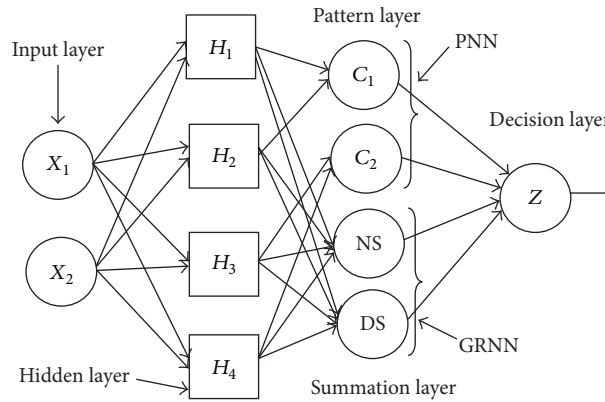 Pattern layer
Input layer
PNN
H1
C1
Decision layer
H2
C2
X1
Z
NS
X2
H3
DS
GRNN
Hidden layer
H4
Summation layer